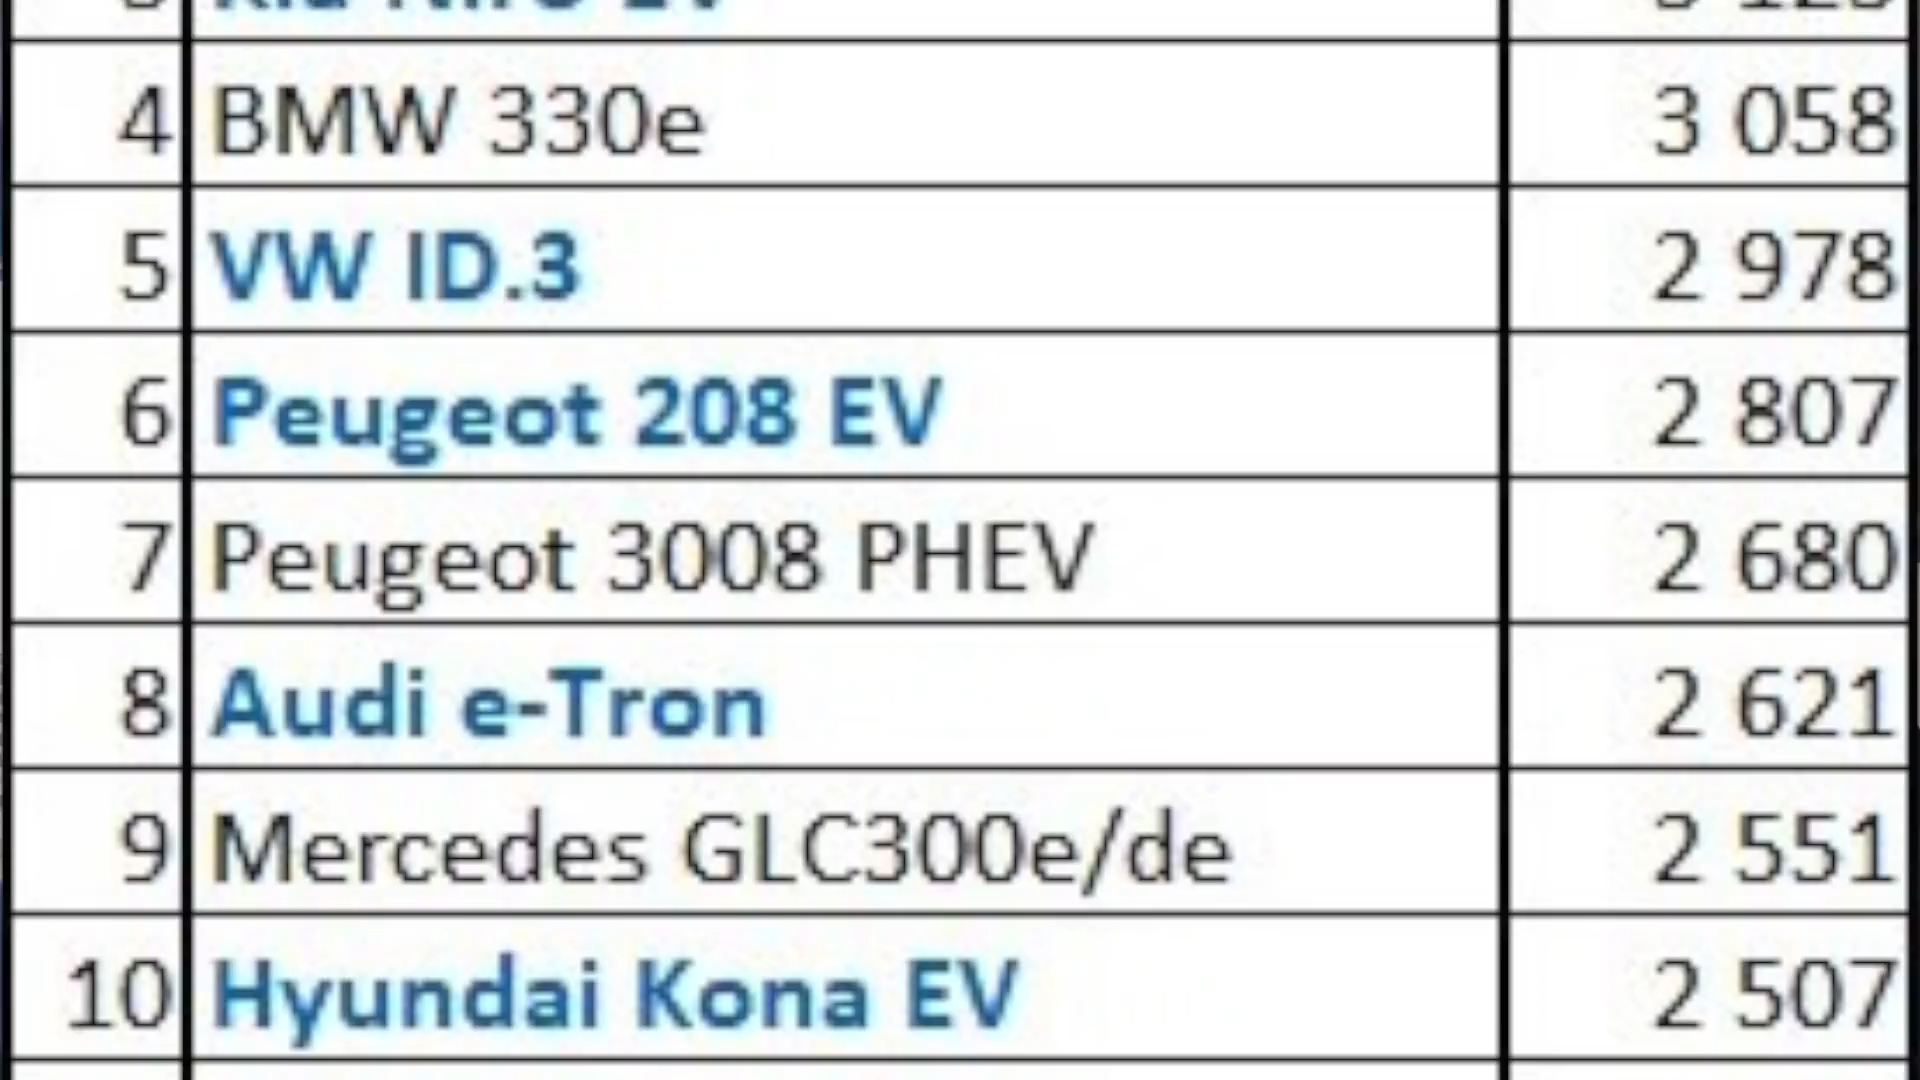 4 BMW 330e 3 058
5 VW ID.3 2 978
6 Peugeot 208 EV 2 807
7 Peugeot 3008 PHEV 2 680
8 Audi e-Tron 2 621
9 Mercedes GLC300e/de 2 551
10 Hyundai Kona EV 2 507